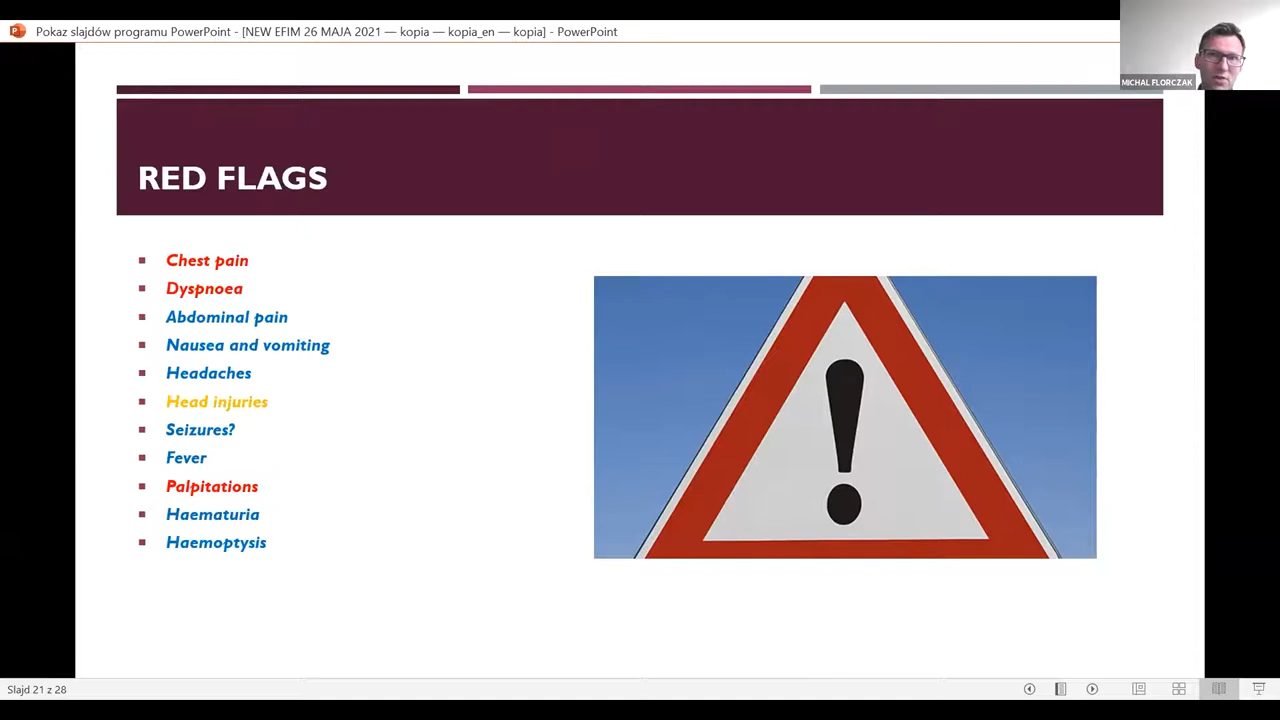 Pokaz slajdów programu PowerPoint - [NEW EFIM 26 MAJA 2021 — kopia — kopia_en — kopia] - PowerPoint
MICHAL FLORCZAK
RED FLAGS
Chest pain
Dyspnoea
Abdominal pain
Nausea and vomiting
Headaches
Head injuries
Seizures?
Fever
Palpitations
Haematuria
Haemoptysis
Slajd 21 z 28